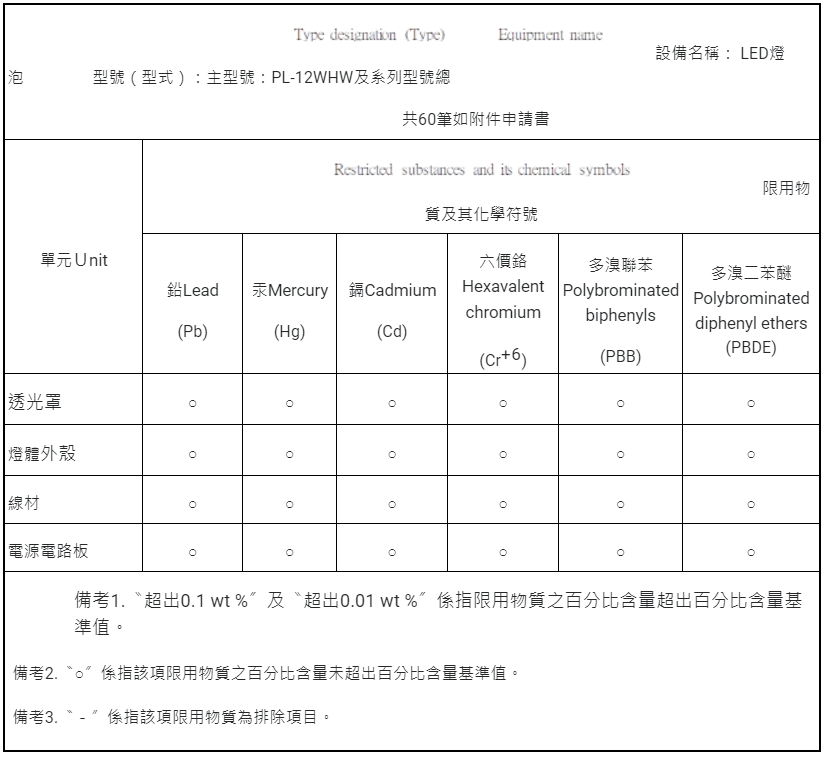 Type designation (Type) Equipment name
設備名稱： LED燈
泡 型號（型式）：主型號：PL-12WHW及系列型號總
共60筆如附件申請書
單元Unit
Restricted substances and its chemical symbols
限用物
質及其化學符號
鉛Lead
(Pb)
汞Mercury
(Hg)
鎘Cadmium
(Cd)
六價鉻
Hexavalent
chromium
(Cr+6)
多溴聯苯
Polybrominated
biphenyls
(PBB)
多溴二苯醚
Polybrominated
diphenyl ethers
(PBDE)
透光罩 ○ ○ ○ ○ ○ ○
燈體外殼 ○ ○ ○ ○ ○ ○
線材 ○ ○ ○ ○ ○ ○
電源電路板 ○ ○ ○ ○ ○ ○
備考1.〝超出0.1 wt %〞及〝超出0.01 wt %〞係指限用物質之百分比含量超出百分比含量基
準值。
備考2.〝○〞係指該項限用物質之百分比含量未超出百分比含量基準值。
備考3.〝 - 〞係指該項限用物質為排除項目。